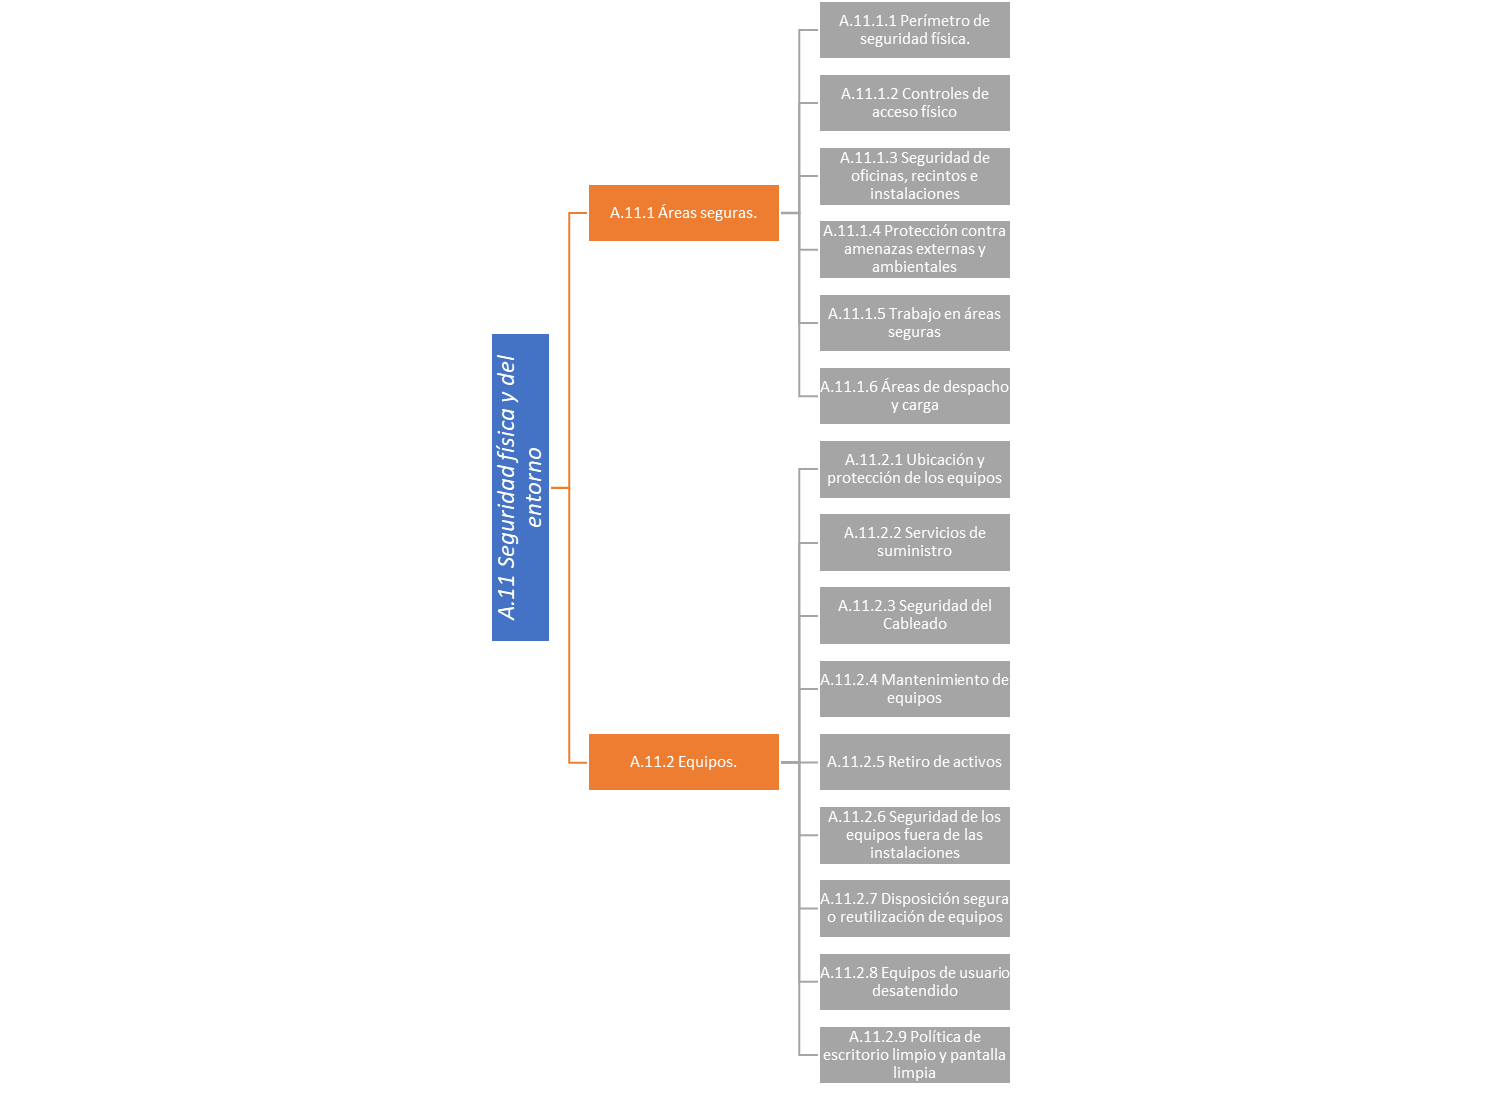 A.11 Seguridad física y del
entorno
A.11.1 Áreas seguras.
A.11.1.1 Perímetro de
seguridad física.
A.11.1.2 Controles de
acceso físico
A.11.1.3 Seguridad de
oficinas, recintos e
instalaciones
A.11.1.4 Protección contra
amenazas externas y
ambientales
A.11.1.5 Trabajo en áreas
seguras
A.11.1.6 Áreas de despacho
y carga
A.11.2 Equipos.
A.11.2.1 Ubicación y
protección de los equipos
A.11.2.2 Servicios de
suministro
A.11.2.3 Seguridad del
Cableado
A.11.2.4 Mantenimiento de
equipos
A.11.2.5 Retiro de activos
A.11.2.6 Seguridad de los
equipos fuera de las
instalaciones
A.11.2.7 Disposición segura
o reutilización de equipos
A.11.2.8 Equipos de usuario
desatendido
A.11.2.9 Política de
escritorio limpio y pantalla
limpia